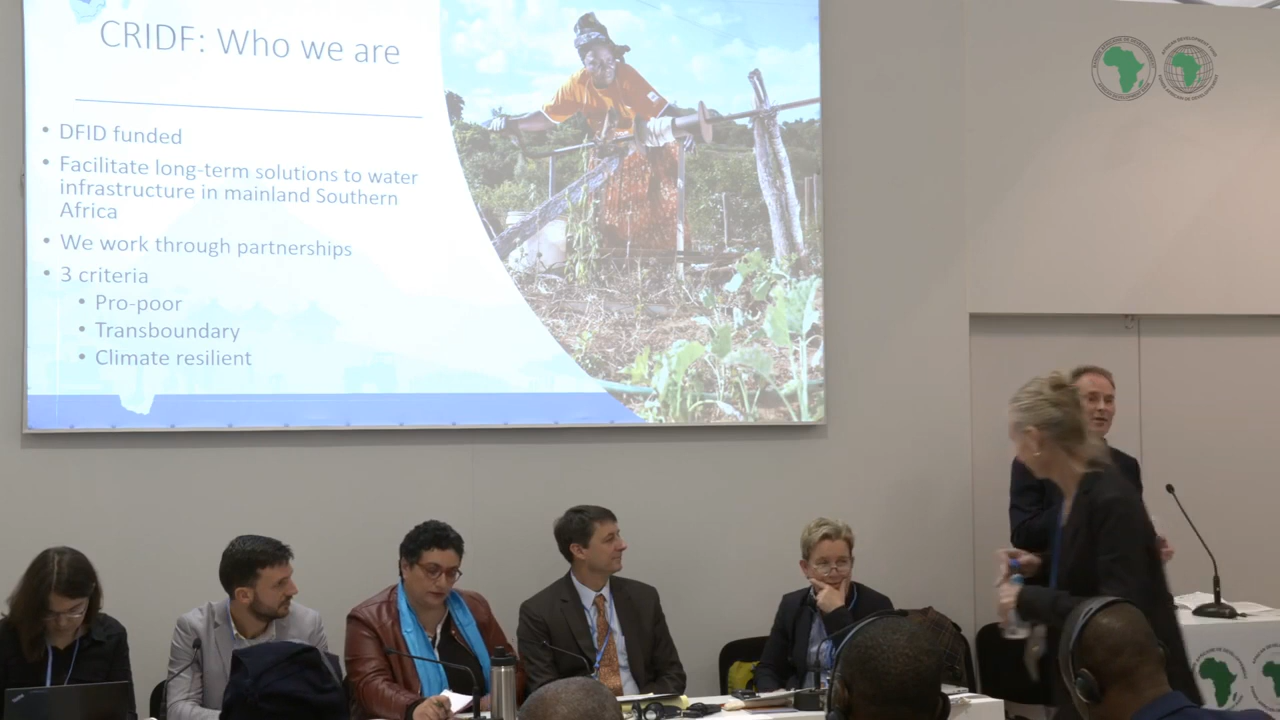 CRIDF: Who we are
• DFID funded
• Facilitate long-term solutions to water
infrastructure in mainland Southern
Africa
• We work through partnerships
• 3 criteria
• Pro-poor
• Transboundary
• Climate resilient